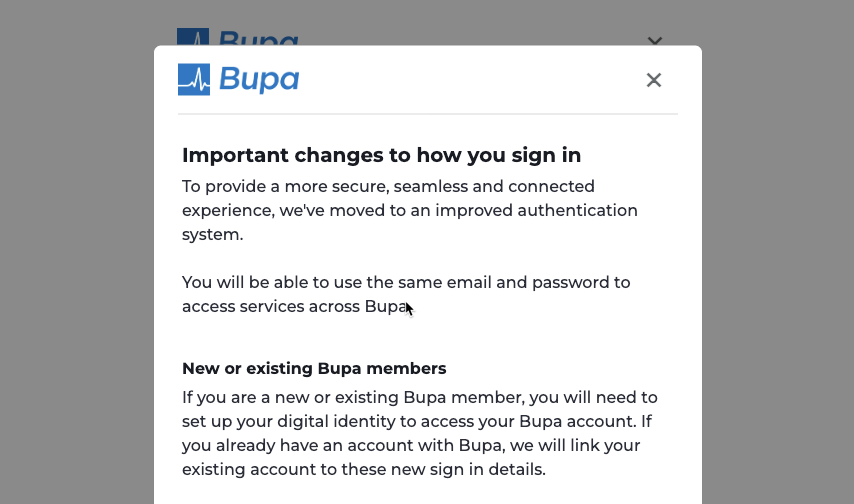 Bupa
Bupa
Important changes to how you sign in
To provide a more secure, seamless and connected
experience, we've moved to an improved authentication
system.
You will be able to use the same email and password to
access services across Bupa
New or existing Bupa members
If you are a new or existing Bupa member, you will need to
set up your digital identity to access your Bupa account. If
you already have an account with Bupa, we will link your
existing account to these new sign in details.